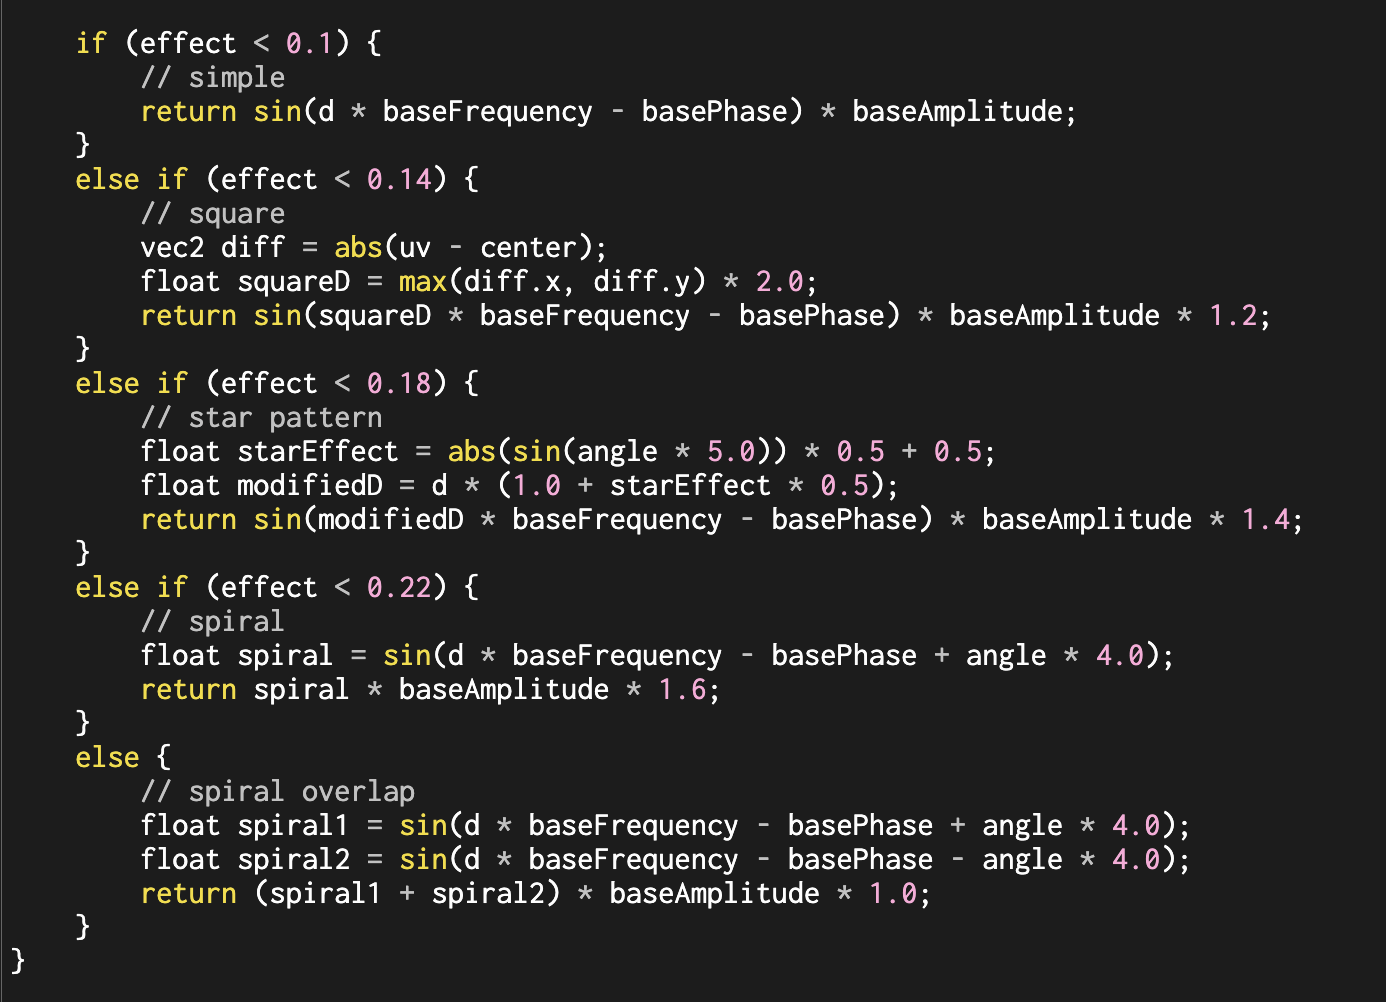 if (effect < 0.1) {
// simple
return sin(d * baseFrequency - basePhase) * baseAmplitude;
}
else if (effect < 0.14) {
// square
vec2 diff = abs(uv - center);
float squareD = max(diff.x, diff.y) * 2.0;
return sin(squareD * baseFrequency - basePhase) * baseAmplitude * 1.2;
}
else if (effect < 0.18) {
// star pattern
float starEffect = abs(sin(angle * 5.0)) * 0.5 + 0.5;
float modifiedD = d * (1.0 + starEffect * 0.5);
return sin(modifiedD * baseFrequency - basePhase) * baseAmplitude * 1.4;
}
else if (effect < 0.22) {
// spiral
float spiral = sin(d * baseFrequency - basePhase + angle * 4.0);
return spiral * baseAmplitude * 1.6;
}
else {
// spiral overlap
float spiral1 = sin(d * baseFrequency - basePhase + angle * 4.0);
float spiral2 = sin(d * baseFrequency - basePhase - angle * 4.0);
return (spiral1 + spiral2) * baseAmplitude * 1.0;
}
}